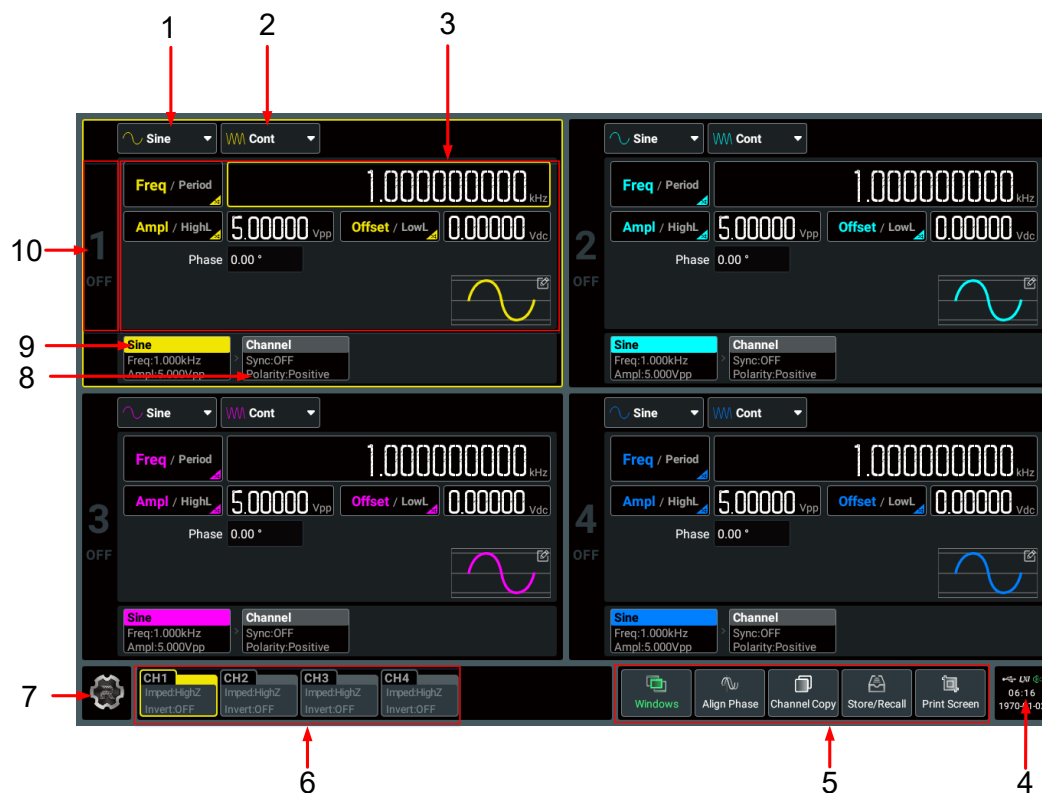 1 2 3
Sine Cont
Freq / Period 1.000000000 kHz
Ampl / HighL 5.00000 Vpp Offset / LowL 0.00000 Vdc
Phase 0.00 °
1
OFF
10
Sine
Freq:1.000kHz
Ampl:5.000Vpp
Channel
Sync:OFF
Polarity:Positive
9
8
Sine Cont
Freq / Period 1.000000000 kHz
Ampl / HighL 5.00000 Vpp Offset / LowL 0.00000 Vdc
Phase 0.00 °
2
OFF
Sine
Freq:1.000kHz
Ampl:5.000Vpp
Channel
Sync:OFF
Polarity:Positive
Sine Cont
Freq / Period 1.000000000 kHz
Ampl / HighL 5.00000 Vpp Offset / LowL 0.00000 Vdc
Phase 0.00 °
3
OFF
Sine
Freq:1.000kHz
Ampl:5.000Vpp
Channel
Sync:OFF
Polarity:Positive
Sine Cont
Freq / Period 1.000000000 kHz
Ampl / HighL 5.00000 Vpp Offset / LowL 0.00000 Vdc
Phase 0.00 °
4
OFF
Sine
Freq:1.000kHz
Ampl:5.000Vpp
Channel
Sync:OFF
Polarity:Positive
7
CH1
Imped:HighZ
Invert:OFF
CH2
Imped:HighZ
Invert:OFF
CH3
Imped:HighZ
Invert:OFF
CH4
Imped:HighZ
Invert:OFF
Windows Align Phase Channel Copy Store/Recall Print Screen
LXI
06:16
6 5 4